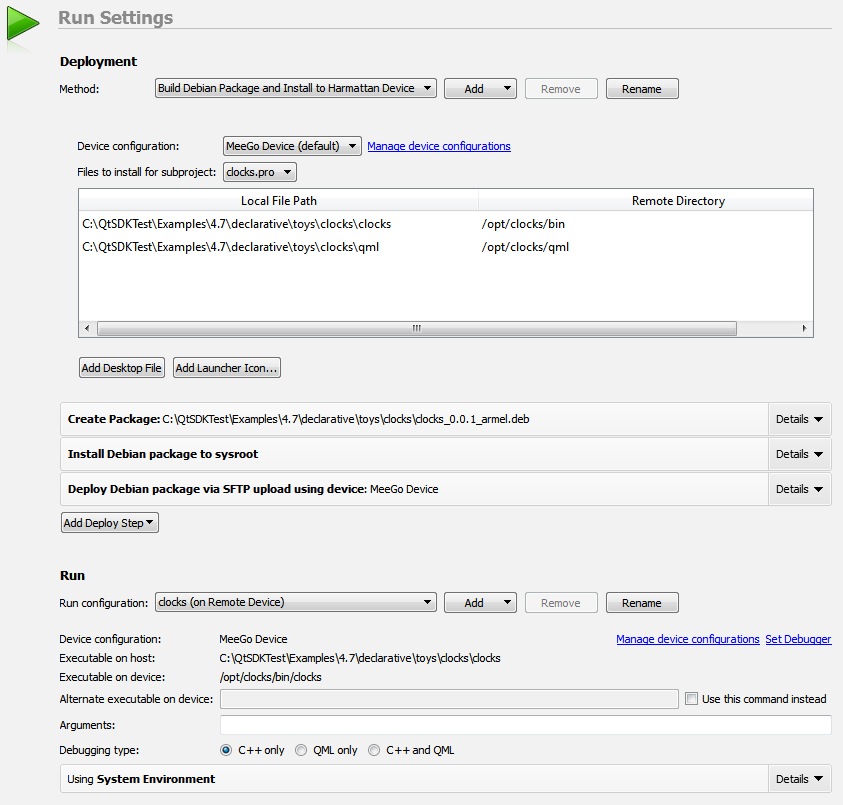 Run Settings
Deployment
Method: Build Debian Package and Install to Harmattan Device Add Remove Rename
Device configuration: MeeGo Device (default) Manage device configurations
Files to install for subproject: clocks.pro
Local File Path Remote Directory
C:\QtSDKTest\Examples\4.7\declarative\toys\clocks\clocks /opt/clocks/bin
C:\QtSDKTest\Examples\4.7\declarative\toys\clocks\qml /opt/clocks/qml
Add Desktop File Add Launcher Icon...
Create Package: C:\QtSDKTest\Examples\4.7\declarative\toys\clocks\clocks_0.0.1_armel.deb Details
Install Debian package to sysroot Details
Deploy Debian package via SFTP upload using device: MeeGo Device Details
Add Deploy Step
Run
Run configuration: clocks (on Remote Device) Add Remove Rename
Device configuration: MeeGo Device Manage device configurations Set Debugger
Executable on host: C:\QtSDKTest\Examples\4.7\declarative\toys\clocks\clocks
Executable on device: /opt/clocks/bin/clocks
Alternate executable on device: Use this command instead
Arguments:
Debugging type: C++ only QML only C++ and QML
Using System Environment Details